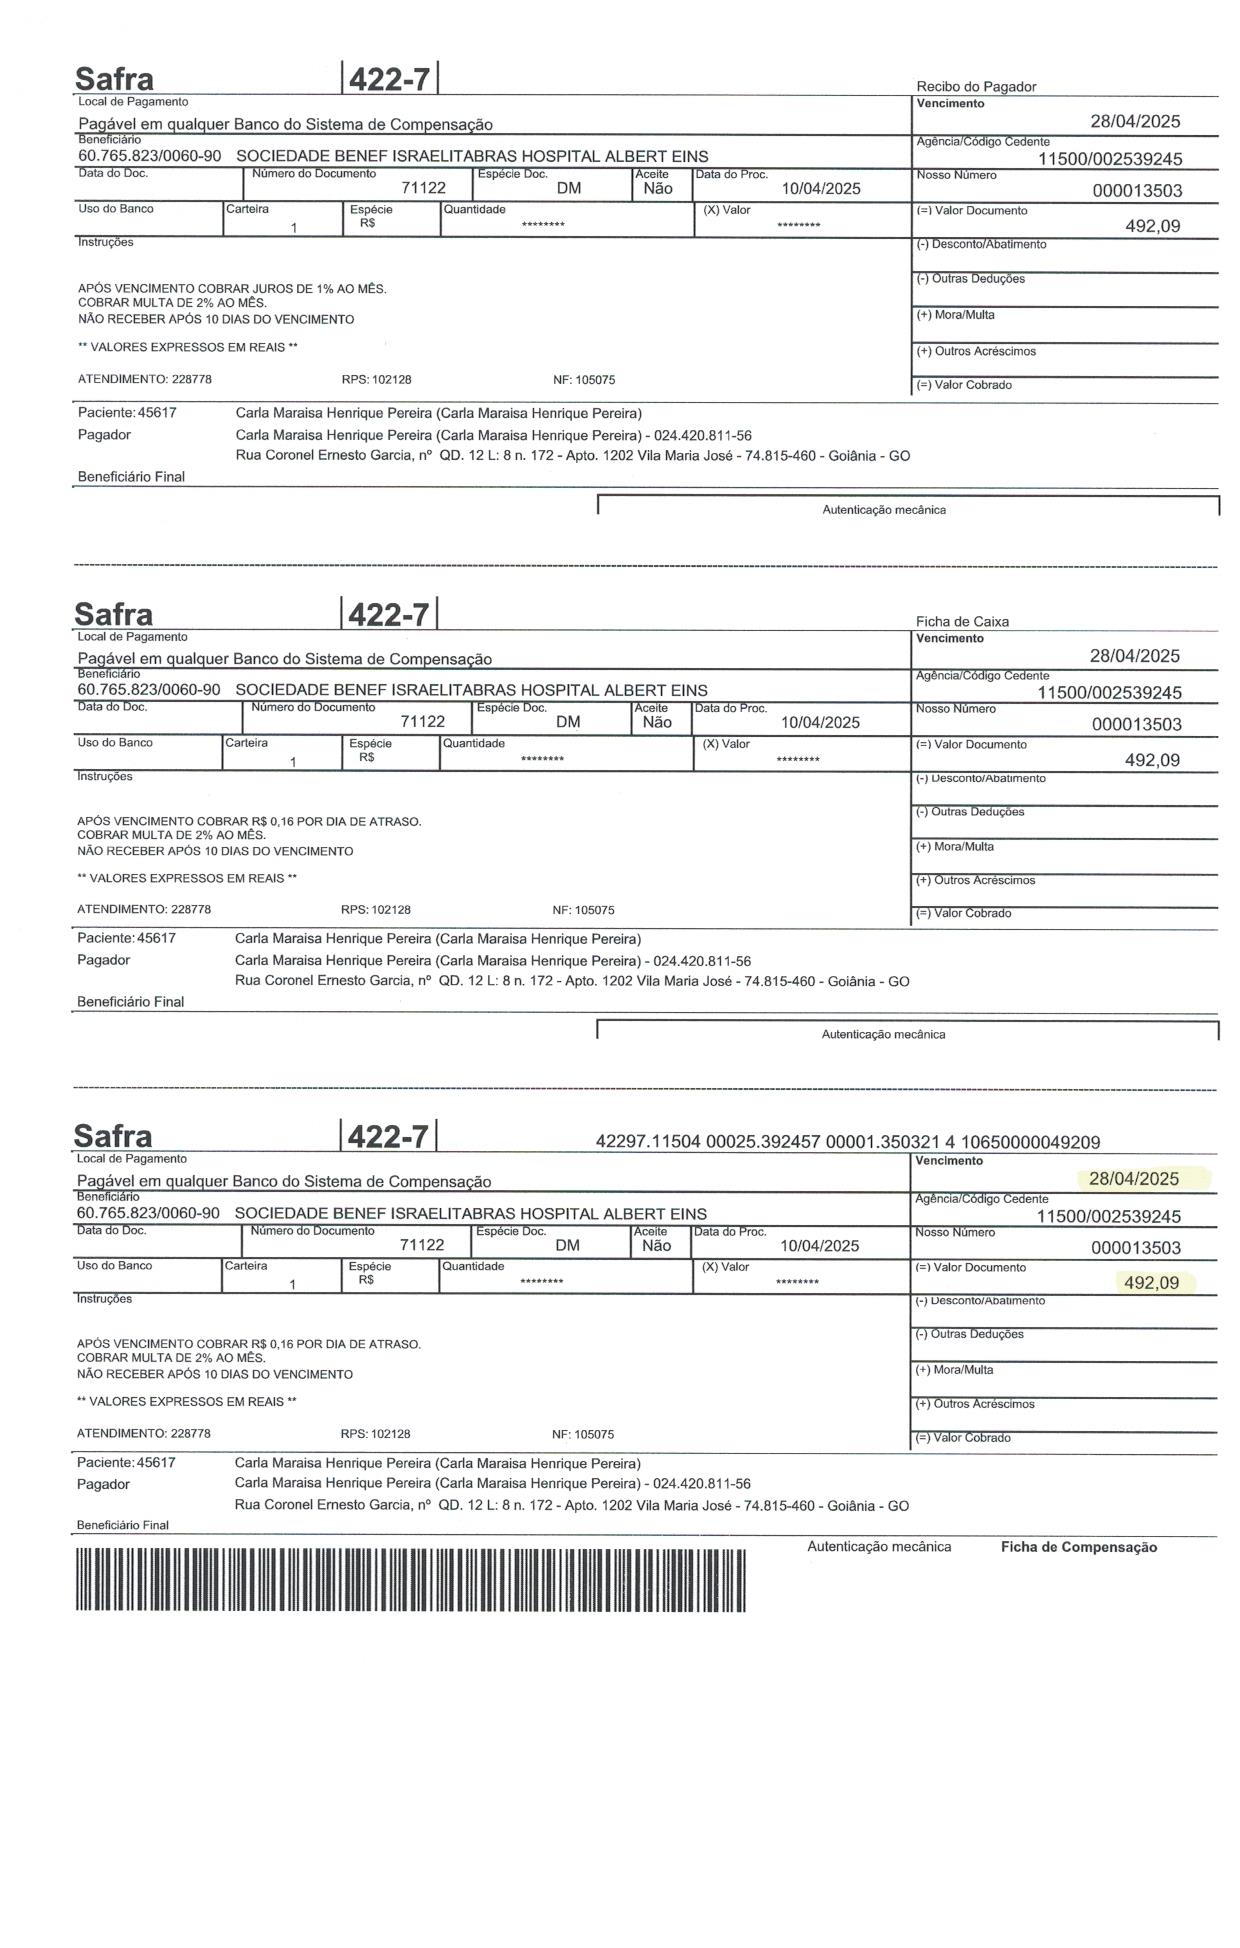 Safra 422-7 Recibo do Pagador
Local de Pagamento Vencimento
Pagável em qualquer Banco do Sistema de Compensação 28/04/2025
Beneficiário Agência/Código Cedente
60.765.823/0060-90 SOCIEDADE BENEF ISRAELITABRAS HOSPITAL ALBERT EINS 11500/002539245
Data do Doc. Número do Documento Espécie Doc. Aceite Data do Proc. Nosso Número
71122 DM Não 10/04/2025 000013503
Uso do Banco Carteira Espécie Quantidade (X) Valor (=) Valor Documento
1 R$ ******** ******** 492,09
Instruções (-) Desconto/Abatimento
(-) Outras Deduções
APÓS VENCIMENTO COBRAR JUROS DE 1% AO MÊS.
COBRAR MULTA DE 2% AO MÊS.
NÃO RECEBER APÓS 10 DIAS DO VENCIMENTO (+) Mora/Multa
** VALORES EXPRESSOS EM REAIS ** (+) Outros Acréscimos
ATENDIMENTO: 228778 RPS: 102128 NF: 105075 (=) Valor Cobrado
Paciente: 45617 Carla Maraisa Henrique Pereira (Carla Maraisa Henrique Pereira)
Pagador Carla Maraisa Henrique Pereira (Carla Maraisa Henrique Pereira) - 024.420.811-56
Rua Coronel Ernesto Garcia, nº QD. 12 L: 8 n. 172 - Apto. 1202 Vila Maria José - 74.815-460 - Goiânia - GO
Beneficiário Final
Autenticação mecânica
Safra 422-7 Ficha de Caixa
Local de Pagamento Vencimento
Pagável em qualquer Banco do Sistema de Compensação 28/04/2025
Beneficiário Agência/Código Cedente
60.765.823/0060-90 SOCIEDADE BENEF ISRAELITABRAS HOSPITAL ALBERT EINS 11500/002539245
Data do Doc. Número do Documento Espécie Doc. Aceite Data do Proc. Nosso Número
71122 DM Não 10/04/2025 000013503
Uso do Banco Carteira Espécie Quantidade (X) Valor (=) Valor Documento
1 R$ ******** ******** 492,09
Instruções (-) Desconto/Abatimento
(-) Outras Deduções
APÓS VENCIMENTO COBRAR R$ 0,16 POR DIA DE ATRASO.
COBRAR MULTA DE 2% AO MÊS.
NÃO RECEBER APÓS 10 DIAS DO VENCIMENTO (+) Mora/Multa
** VALORES EXPRESSOS EM REAIS ** (+) Outros Acréscimos
ATENDIMENTO: 228778 RPS: 102128 NF: 105075 (=) Valor Cobrado
Paciente: 45617 Carla Maraisa Henrique Pereira (Carla Maraisa Henrique Pereira)
Pagador Carla Maraisa Henrique Pereira (Carla Maraisa Henrique Pereira) - 024.420.811-56
Rua Coronel Ernesto Garcia, nº QD. 12 L: 8 n. 172 - Apto. 1202 Vila Maria José - 74.815-460 - Goiânia - GO
Beneficiário Final
Autenticação mecânica
Safra 422-7 42297.11504 00025.392457 00001.350321 4 10650000049209
Local de Pagamento Vencimento
Pagável em qualquer Banco do Sistema de Compensação 28/04/2025
Beneficiário Agência/Código Cedente
60.765.823/0060-90 SOCIEDADE BENEF ISRAELITABRAS HOSPITAL ALBERT EINS 11500/002539245
Data do Doc. Número do Documento Espécie Doc. Aceite Data do Proc. Nosso Número
71122 DM Não 10/04/2025 000013503
Uso do Banco Carteira Espécie Quantidade (X) Valor (=) Valor Documento
1 R$ ******** ******** 492,09
Instruções (-) Desconto/Abatimento
(-) Outras Deduções
APÓS VENCIMENTO COBRAR R$ 0,16 POR DIA DE ATRASO.
COBRAR MULTA DE 2% AO MÊS.
NÃO RECEBER APÓS 10 DIAS DO VENCIMENTO (+) Mora/Multa
** VALORES EXPRESSOS EM REAIS ** (+) Outros Acréscimos
ATENDIMENTO: 228778 RPS: 102128 NF: 105075 (=) Valor Cobrado
Paciente: 45617 Carla Maraisa Henrique Pereira (Carla Maraisa Henrique Pereira)
Pagador Carla Maraisa Henrique Pereira (Carla Maraisa Henrique Pereira) - 024.420.811-56
Rua Coronel Ernesto Garcia, nº QD. 12 L: 8 n. 172 - Apto. 1202 Vila Maria José - 74.815-460 - Goiânia - GO
Beneficiário Final
Autenticação mecânica Ficha de Compensação